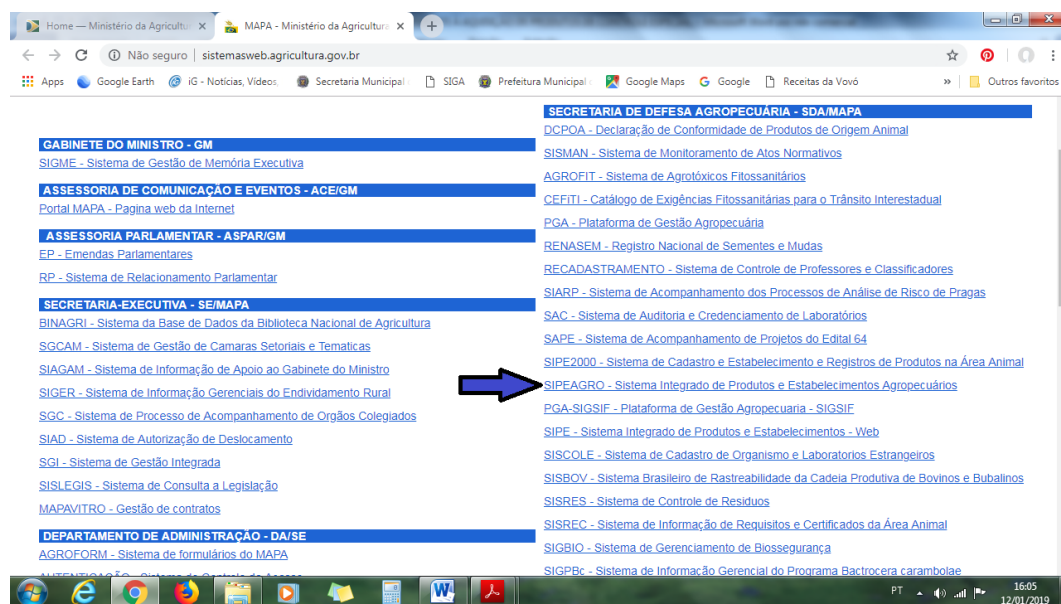 Home — Ministério da Agricultu
MAPA - Ministério da Agricultura
Não seguro | sistemasweb.agricultura.gov.br
Apps
Google Earth
iG - Notícias, Vídeos,
Secretaria Municipal
SIGA
Prefeitura Municipal
Google Maps
Google
Receitas da Vovó
»
Outros favoritos
GABINETE DO MINISTRO - GM
SIGME - Sistema de Gestão de Memória Executiva
ASSESSORIA DE COMUNICAÇÃO E EVENTOS - ACE/GM
Portal MAPA - Pagina web da Internet
ASSESSORIA PARLAMENTAR - ASPAR/GM
EP - Emendas Parlamentares
RP - Sistema de Relacionamento Parlamentar
SECRETARIA-EXECUTIVA - SE/MAPA
BINAGRI - Sistema da Base de Dados da Biblioteca Nacional de Agricultura
SGCAM - Sistema de Gestão de Camaras Setoriais e Tematicas
SIAGAM - Sistema de Informação de Apoio ao Gabinete do Ministro
SIGER - Sistema de Informação Gerenciais do Endividamento Rural
SGC - Sistema de Processo de Acompanhamento de Orgãos Colegiados
SIAD - Sistema de Autorização de Deslocamento
SGI - Sistema de Gestão Integrada
SISLEGIS - Sistema de Consulta a Legislação
MAPAVITRO - Gestão de contratos
DEPARTAMENTO DE ADMINISTRAÇÃO - DA/SE
AGROFORM - Sistema de formulários do MAPA
AUTENTICAÇÃO - Sistema de Controle de Acesso
SECRETARIA DE DEFESA AGROPECUÁRIA - SDA/MAPA
DCPOA - Declaração de Conformidade de Produtos de Origem Animal
SISMAN - Sistema de Monitoramento de Atos Normativos
AGROFIT - Sistema de Agrotóxicos Fitossanitários
CEFiTI - Catálogo de Exigências Fitossanitárias para o Trânsito Interestadual
PGA - Plataforma de Gestão Agropecuária
RENASEM - Registro Nacional de Sementes e Mudas
RECADASTRAMENTO - Sistema de Controle de Professores e Classificadores
SIARP - Sistema de Acompanhamento dos Processos de Análise de Risco de Pragas
SAC - Sistema de Auditoria e Credenciamento de Laboratórios
SAPE - Sistema de Acompanhamento de Projetos do Edital 64
SIPE2000 - Sistema de Cadastro e Estabelecimento e Registros de Produtos na Área Animal
SIPEAGRO - Sistema Integrado de Produtos e Estabelecimentos Agropecuários
PGA-SIGSIF - Plataforma de Gestão Agropecuaria - SIGSIF
SIPE - Sistema Integrado de Produtos e Estabelecimentos - Web
SISCOLE - Sistema de Cadastro de Organismo e Laboratorios Estrangeiros
SISBOV - Sistema Brasileiro de Rastreabilidade da Cadeia Produtiva de Bovinos e Bubalinos
SISRES - Sistema de Controle de Residuos
SISREC - Sistema de Informação de Requisitos e Certificados da Área Animal
SIGBIO - Sistema de Gerenciamento de Biossegurança
SIGPBc - Sistema de Informação Gerencial do Programa Bactrocera carambolae
PT
16:05
12/01/2019